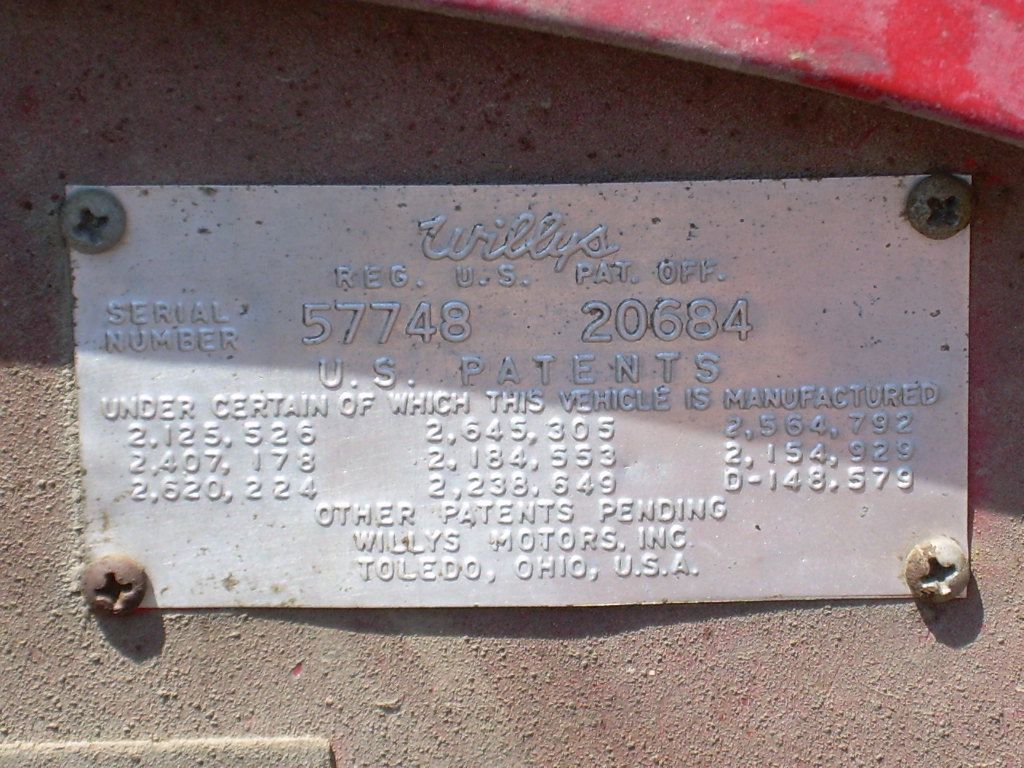 Willys
REG. U.S. PAT. OFF.
SERIAL NUMBER 57748 20684
U.S. PATENTS
UNDER CERTAIN OF WHICH THIS VEHICLE IS MANUFACTURED
2,125,526 2,645,305 2,564,792
2,407,178 2,184,553 2,154,929
2,620,224 2,238,649 D-148,579
OTHER PATENTS PENDING
WILLYS MOTORS, INC.
TOLEDO, OHIO, U.S.A.